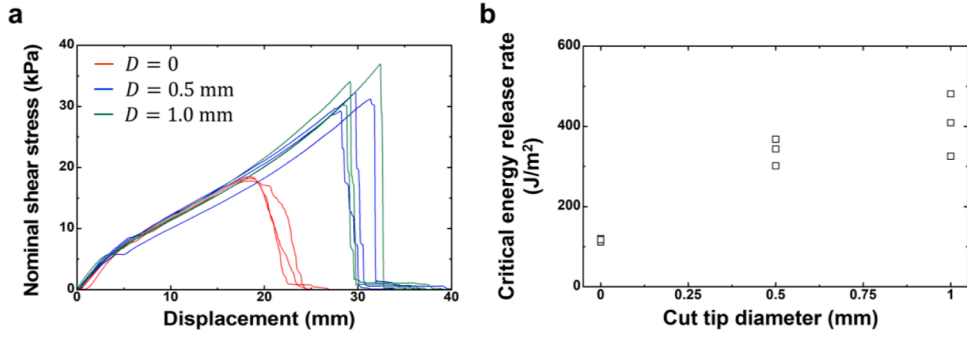 a
Nominal shear stress (kPa)
40
30
20
10
0
D = 0
D = 0.5 mm
D = 1.0 mm
0 10 20 30 40
Displacement (mm)
b
Critical energy release rate
(J/m²)
600
400
200
0
0 0.25 0.5 0.75 1
Cut tip diameter (mm)